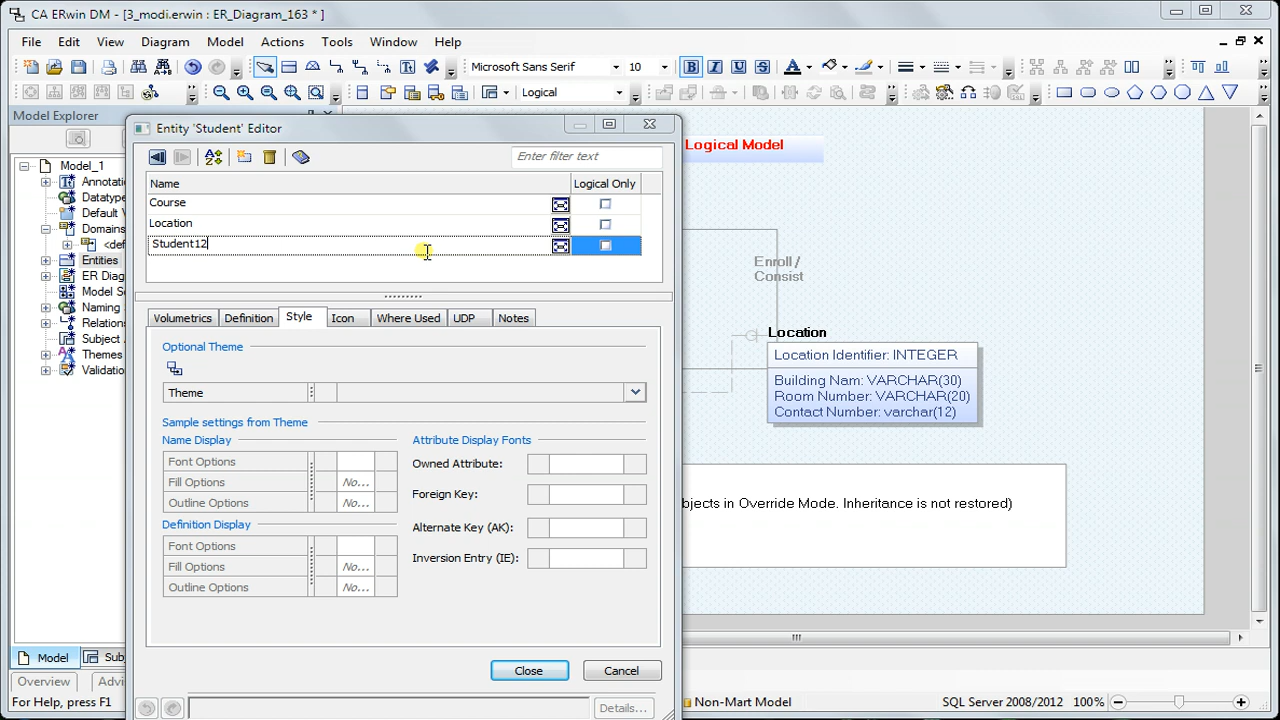 CA ERwin DM - [3_modi.erwin : ER_Diagram_163 * ]
File Edit View Diagram Model Actions Tools Window Help
Microsoft Sans Serif 10 B I U S
Logical
Model Explorer
Model_1
Annotati
Datatype
Default V
Domains
<def
Entities
ER Diag
Model So
Naming
Relations
Subject
Themes
Validatio
Model Sub
Overview Advi
Entity 'Student' Editor
Enter filter text
Name Logical Only
Course
Location
Student12
Volumetrics Definition Style Icon Where Used UDP Notes
Optional Theme
Theme
Sample settings from Theme
Name Display
Font Options
Fill Options No...
Outline Options No...
Definition Display
Font Options
Fill Options No...
Outline Options No...
Attribute Display Fonts
Owned Attribute:
Foreign Key:
Alternate Key (AK):
Inversion Entry (IE):
Close Cancel
Details...
Logical Model
Enroll /
Consist
Location
Location Identifier: INTEGER
Building Nam: VARCHAR(30)
Room Number: VARCHAR(20)
Contact Number: varchar(12)
bjects in Override Mode. Inheritance is not restored)
For Help, press F1 Non-Mart Model SQL Server 2008/2012 100%